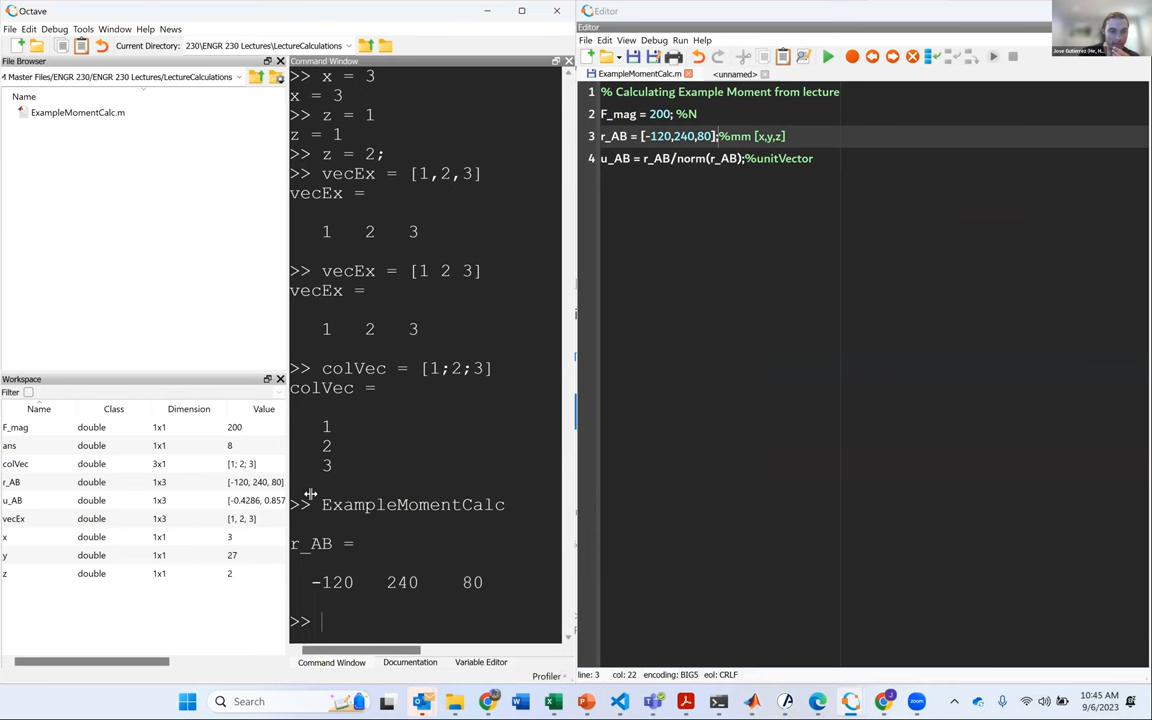 Octave
File Edit Debug Tools Window Help News
Current Directory: 230\ENGR 230 Lectures\LectureCalculations
File Browser
4 Master Files/ENGR 230/ENGR 230 Lectures/LectureCalculations
Name
ExampleMomentCalc.m
Workspace
Filter
Name Class Dimension Value
F_mag double 1x1 200
ans double 1x1 8
colVec double 3x1 [1; 2; 3]
r_AB double 1x3 [-120, 240, 80]
u_AB double 1x3 [-0.4286, 0.857
vecEx double 1x3 [1, 2, 3]
x double 1x1 3
y double 1x1 27
z double 1x1 2
Command Window
>> x = 3
x = 3
>> z = 1
z = 1
>> z = 2;
>> vecEx = [1,2,3]
vecEx =
1 2 3
>> vecEx = [1 2 3]
vecEx =
1 2 3
>> colVec = [1;2;3]
colVec =
1
2
3
>> ExampleMomentCalc
r_AB =
-120 240 80
>>
Command Window Documentation Variable Editor
Profiler
Editor
Editor
File Edit View Debug Run Help
ExampleMomentCalc.m <unnamed>
1 % Calculating Example Moment from lecture
2 F_mag = 200; %N
3 r_AB = [-120,240,80];%mm [x,y,z]
4 u_AB = r_AB/norm(r_AB);%unitVector
line: 3 col: 22 encoding: BIG5 eol: CRLF
Jose Gutierrez (He, H...
Search
10:45 AM
9/6/2023